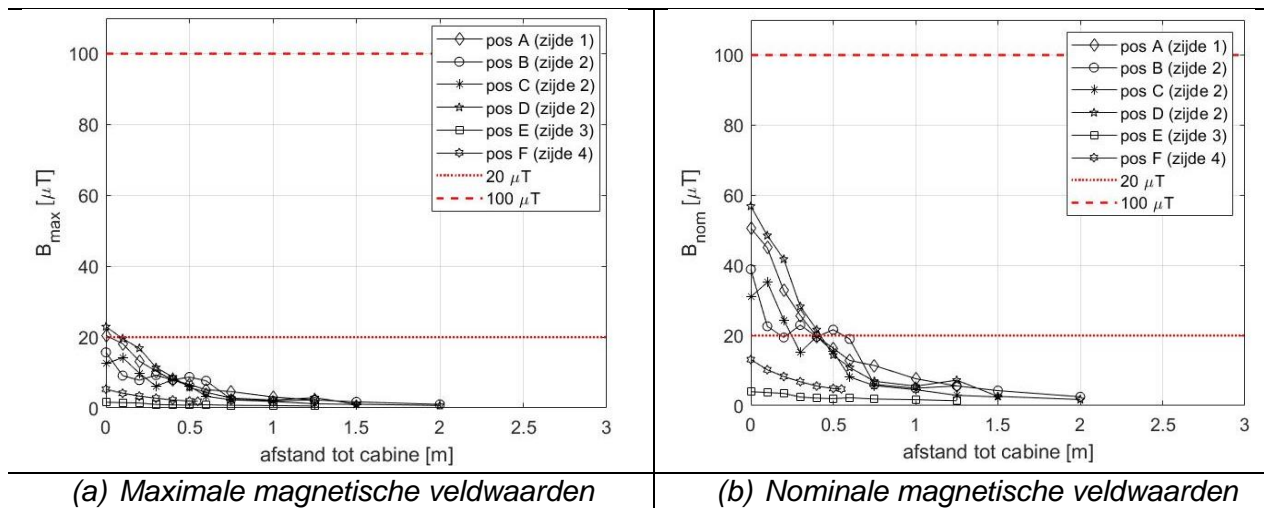 100
80
60
40
20
0
B_max [μT]
pos A (zijde 1)
pos B (zijde 2)
pos C (zijde 2)
pos D (zijde 2)
pos E (zijde 3)
pos F (zijde 4)
20 μT
100 μT
0 0.5 1 1.5 2 2.5 3
afstand tot cabine [m]
(a) Maximale magnetische veldwaarden
100
80
60
40
20
0
B_nom [μT]
pos A (zijde 1)
pos B (zijde 2)
pos C (zijde 2)
pos D (zijde 2)
pos E (zijde 3)
pos F (zijde 4)
20 μT
100 μT
0 0.5 1 1.5 2 2.5 3
afstand tot cabine [m]
(b) Nominale magnetische veldwaarden